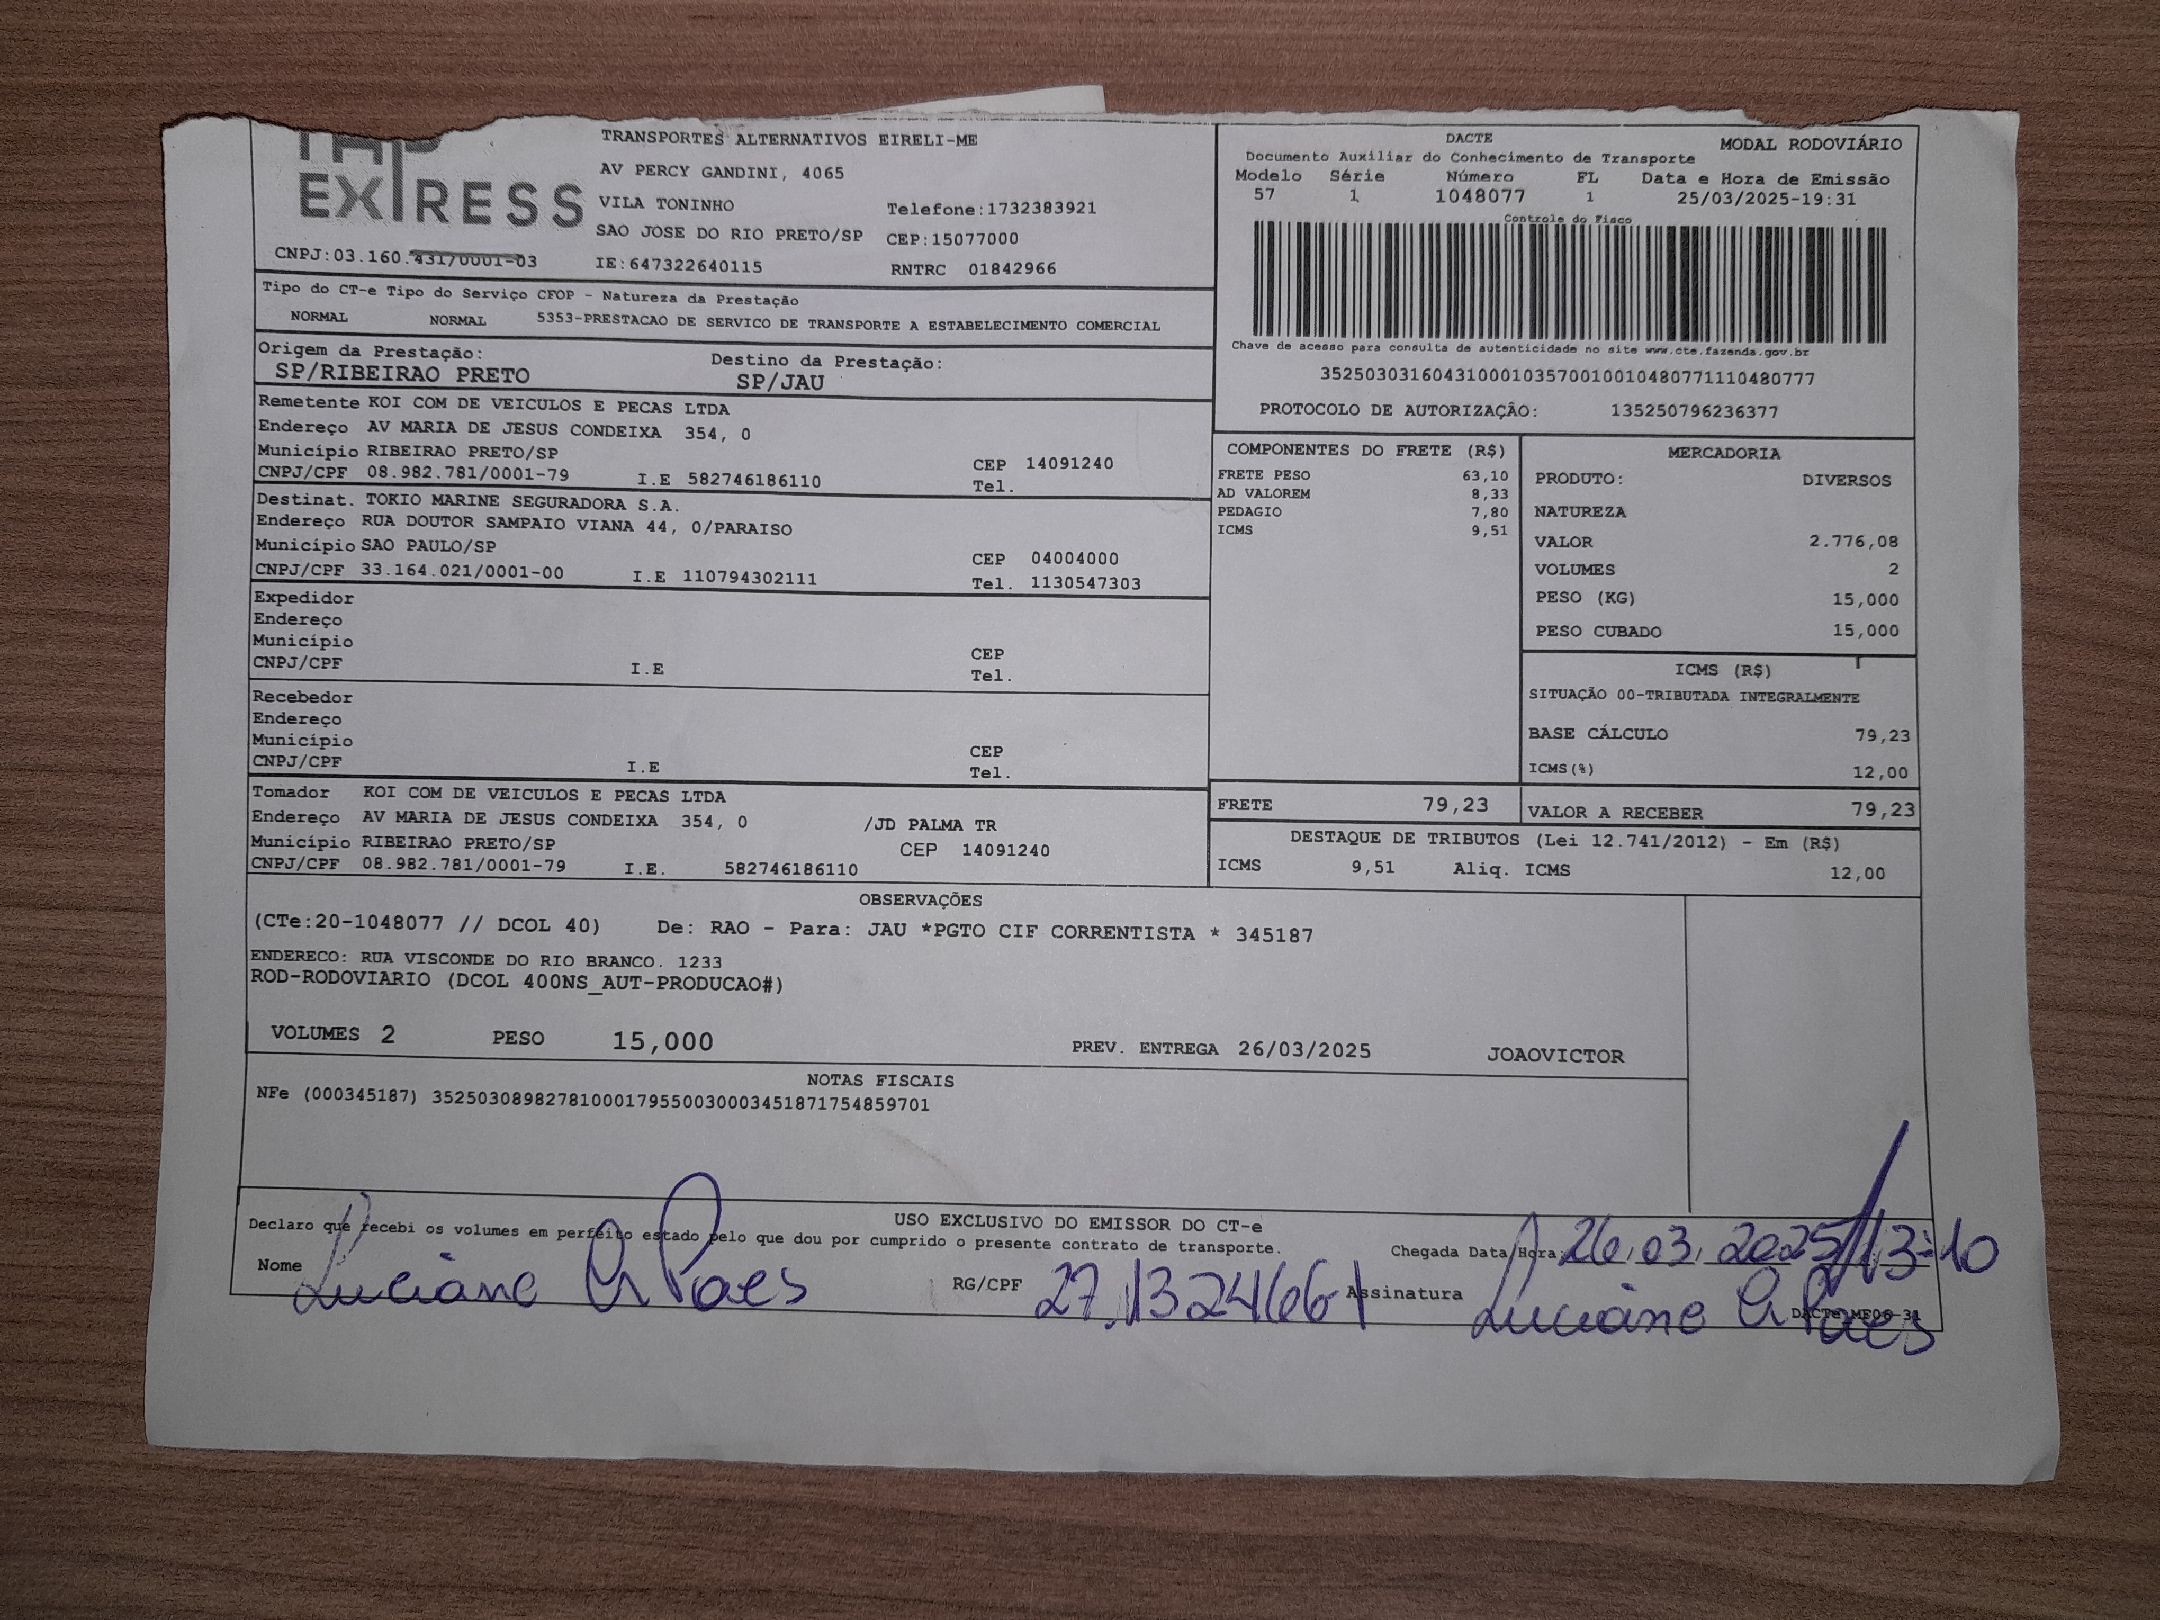 EXPRESS
TRANSPORTES ALTERNATIVOS EIRELI-ME
AV PERCY GANDINI, 4065
VILA TONINHO Telefone:1732383921
SAO JOSE DO RIO PRETO/SP CEP:15077000
CNPJ:03.160.431/0001-03 IE:647322640115 RNTRC 01842966
DACTE MODAL RODOVIÁRIO
Documento Auxiliar do Conhecimento de Transporte
Modelo Série Número FL Data e Hora de Emissão
57 1 1048077 1 25/03/2025-19:31
Controle do Fisco
Chave de acesso para consulta de autenticidade no site www.cte.fazenda.gov.br
35250303160431000103570010010480771110480777
PROTOCOLO DE AUTORIZAÇÃO: 135250796236377
Tipo do CT-e Tipo do Serviço CFOP - Natureza da Prestação
NORMAL NORMAL 5353-PRESTACAO DE SERVICO DE TRANSPORTE A ESTABELECIMENTO COMERCIAL
Origem da Prestação: Destino da Prestação:
SP/RIBEIRAO PRETO SP/JAU
Remetente KOI COM DE VEICULOS E PECAS LTDA
Endereço AV MARIA DE JESUS CONDEIXA 354, 0
Município RIBEIRAO PRETO/SP CEP 14091240
CNPJ/CPF 08.982.781/0001-79 I.E 582746186110 Tel.
Destinat. TOKIO MARINE SEGURADORA S.A.
Endereço RUA DOUTOR SAMPAIO VIANA 44, 0/PARAISO
Município SAO PAULO/SP CEP 04004000
CNPJ/CPF 33.164.021/0001-00 I.E 110794302111 Tel. 1130547303
Expedidor
Endereço
Município CEP
CNPJ/CPF I.E Tel.
Recebedor
Endereço
Município CEP
CNPJ/CPF I.E Tel.
Tomador KOI COM DE VEICULOS E PECAS LTDA
Endereço AV MARIA DE JESUS CONDEIXA 354, 0 /JD PALMA TR
Município RIBEIRAO PRETO/SP CEP 14091240
CNPJ/CPF 08.982.781/0001-79 I.E. 582746186110
COMPONENTES DO FRETE (R$)
FRETE PESO 63,10
AD VALOREM 8,33
PEDAGIO 7,80
ICMS 9,51
MERCADORIA
PRODUTO: DIVERSOS
NATUREZA
VALOR 2.776,08
VOLUMES 2
PESO (KG) 15,000
PESO CUBADO 15,000
ICMS (R$)
SITUAÇÃO 00-TRIBUTADA INTEGRALMENTE
BASE CÁLCULO 79,23
ICMS(%) 12,00
FRETE 79,23 VALOR A RECEBER 79,23
DESTAQUE DE TRIBUTOS (Lei 12.741/2012) - Em (R$)
ICMS 9,51 Aliq. ICMS 12,00
OBSERVAÇÕES
(CTe:20-1048077 // DCOL 40) De: RAO - Para: JAU *PGTO CIF CORRENTISTA * 345187
ENDERECO: RUA VISCONDE DO RIO BRANCO. 1233
ROD-RODOVIARIO (DCOL 400NS_AUT-PRODUCAO#)
VOLUMES 2 PESO 15,000 PREV. ENTREGA 26/03/2025 JOAOVICTOR
NOTAS FISCAIS
NFe (000345187) 35250308982781000179550030003451871754859701
USO EXCLUSIVO DO EMISSOR DO CT-e
Declaro que recebi os volumes em perfeito estado pelo que dou por cumprido o presente contrato de transporte.
Chegada Data/Hora 26.03.2025 13:10
Nome Luciano A Paes RG/CPF 27.1324661 Assinatura Luciano A Paes